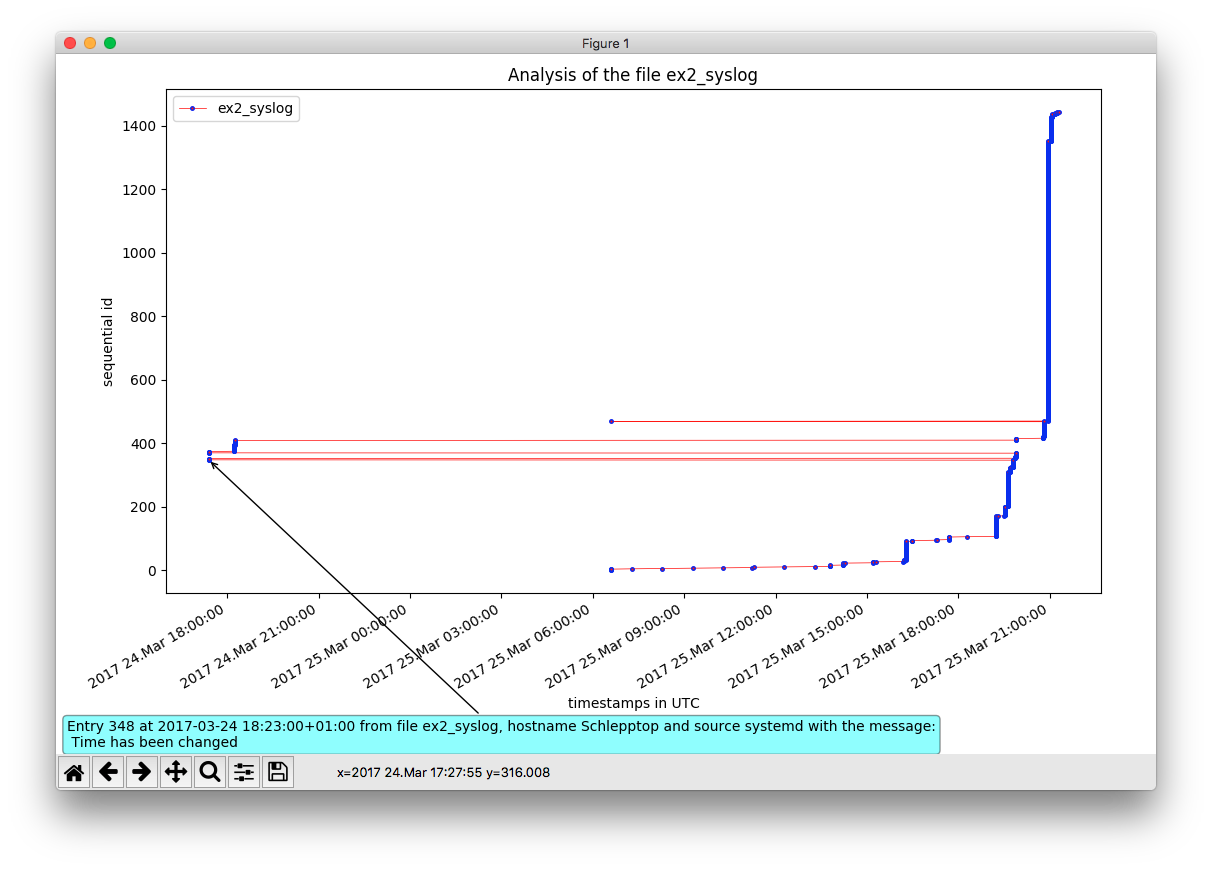 Figure 1
Analysis of the file ex2_syslog
ex2_syslog
sequential id
1400
1200
1000
800
600
400
200
0
2017 24.Mar 18:00:00
2017 24.Mar 21:00:00
2017 25.Mar 00:00:00
2017 25.Mar 03:00:00
2017 25.Mar 06:00:00
2017 25.Mar 09:00:00
2017 25.Mar 12:00:00
2017 25.Mar 15:00:00
2017 25.Mar 18:00:00
2017 25.Mar 21:00:00
timestamps in UTC
Entry 348 at 2017-03-24 18:23:00+01:00 from file ex2_syslog, hostname Schlepptop and source systemd with the message:
Time has been changed
x=2017 24.Mar 17:27:55 y=316.008